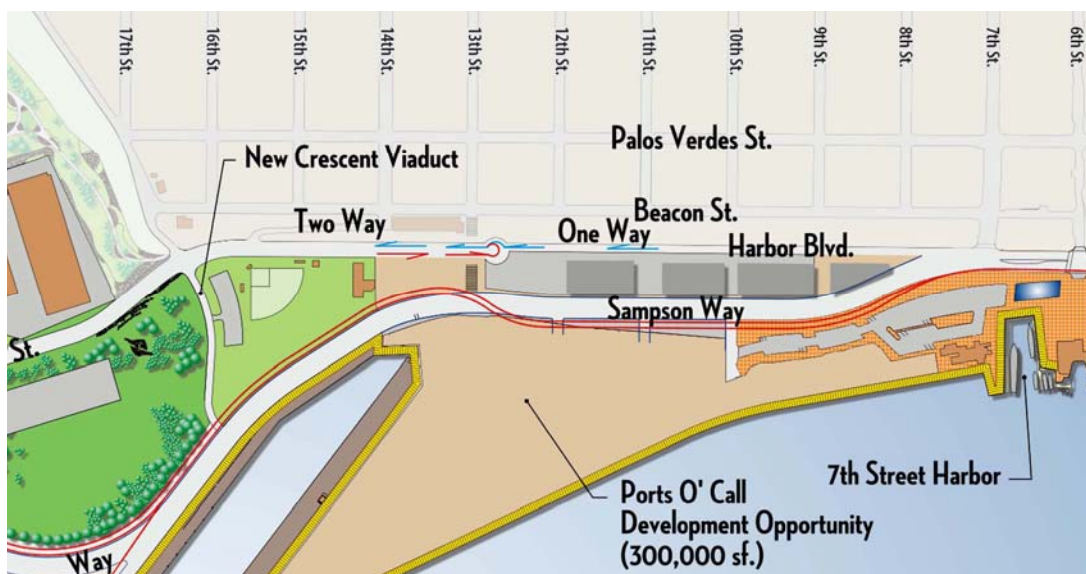 17th St.
16th St.
15th St.
14th St.
13th St.
12th St.
11th St.
10th St.
9th St.
8th St.
7th St.
6th St.
Palos Verdes St.
New Crescent Viaduct
Beacon St.
Two Way
One Way
Harbor Blvd.
Sampson Way
St.
7th Street Harbor
Ports O' Call
Development Opportunity
(300,000 sf.)
Way